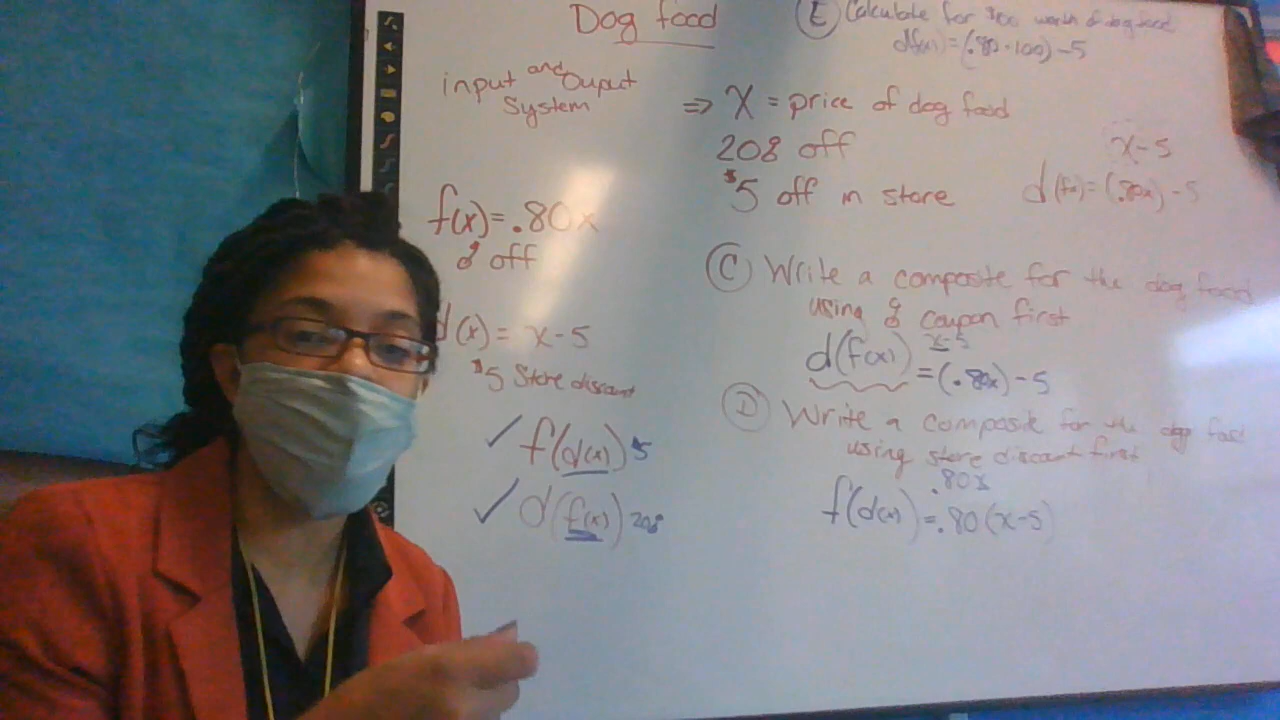 Dog food
(E) Calculate for $100 worth of dog food
d(f(x)) = (.80 · 100) - 5
input and Ouput
System
⇒ X = price of dog food
20% off
$5 off in store
x - 5
d(f(x)) = (.80x) - 5
f(x) = .80x
% off
d(x) = x - 5
$5 Store discount
✓ f(d(x)) 5
✓ d(f(x)) 20%
(C) Write a composite for the dog food
using % coupon first
x-5
d(f(x)) = (.80x) - 5
(D) Write a composite for the dog food
using store discount first
.80x
f(d(x)) = .80(x-5)